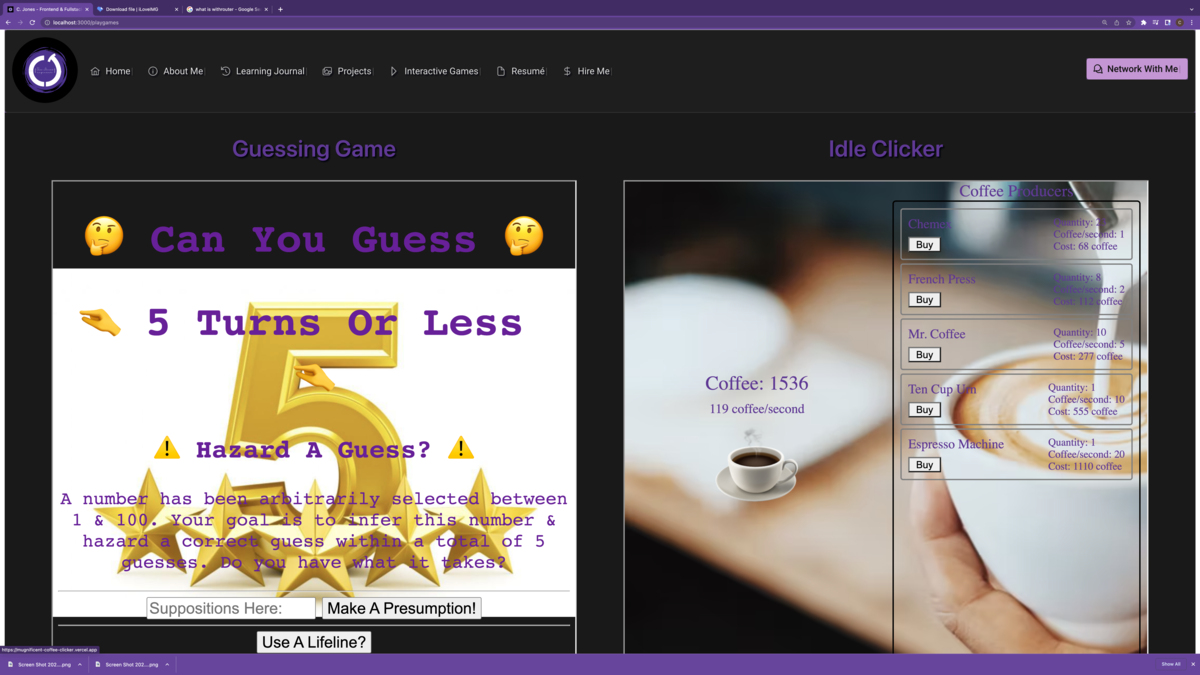 C. Jones - Frontend & Fullsta
Download file | iLoveIMG
what is withrouter - Google Se
localhost:3000/playgames
Home
About Me
Learning Journal
Projects
Interactive Games
Resumé
Hire Me
Network With Me
Guessing Game
Can You Guess
5 Turns Or Less
Hazard A Guess?
A number has been arbitrarily selected between
1 & 100. Your goal is to infer this number &
hazard a correct guess within a total of 5
guesses. Do you have what it takes?
Suppositions Here:
Make A Presumption!
Use A Lifeline?
Idle Clicker
Coffee: 1536
119 coffee/second
Coffee Producers
Buy
Quantity:
Coffee/second: 1
Cost: 68 coffee
French Press
Buy
Quantity: 8
Coffee/second: 2
Cost: 112 coffee
Mr. Coffee
Buy
Quantity: 10
Coffee/second: 5
Cost: 277 coffee
Ten Cup Urn
Buy
Quantity: 1
Coffee/second: 10
Cost: 555 coffee
Espresso Machine
Buy
Quantity: 1
Coffee/second: 20
Cost: 1110 coffee
https://mugnificent-coffee-clicker.vercel.app
Screen Shot 202....png
Screen Shot 202....png
Show All